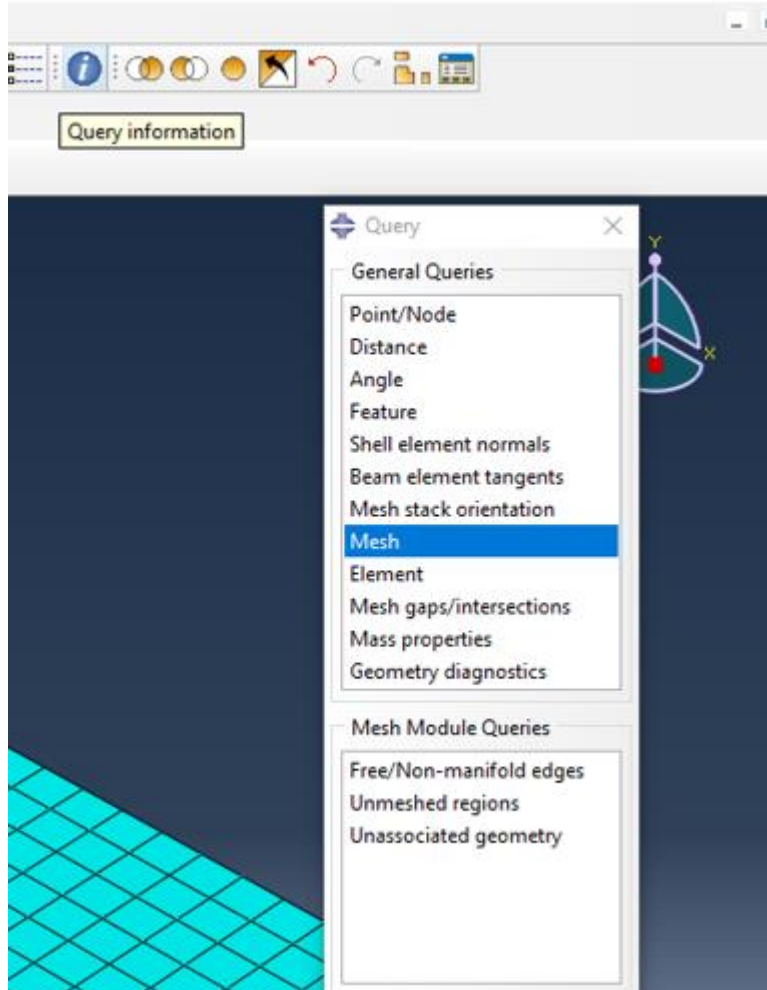 Query information
Query
Y
General Queries
X
Point/Node
Distance
Angle
Feature
Shell element normals
Beam element tangents
Mesh stack orientation
Mesh
Element
Mesh gaps/intersections
Mass properties
Geometry diagnostics
Mesh Module Queries
Free/Non-manifold edges
Unmeshed regions
Unassociated geometry